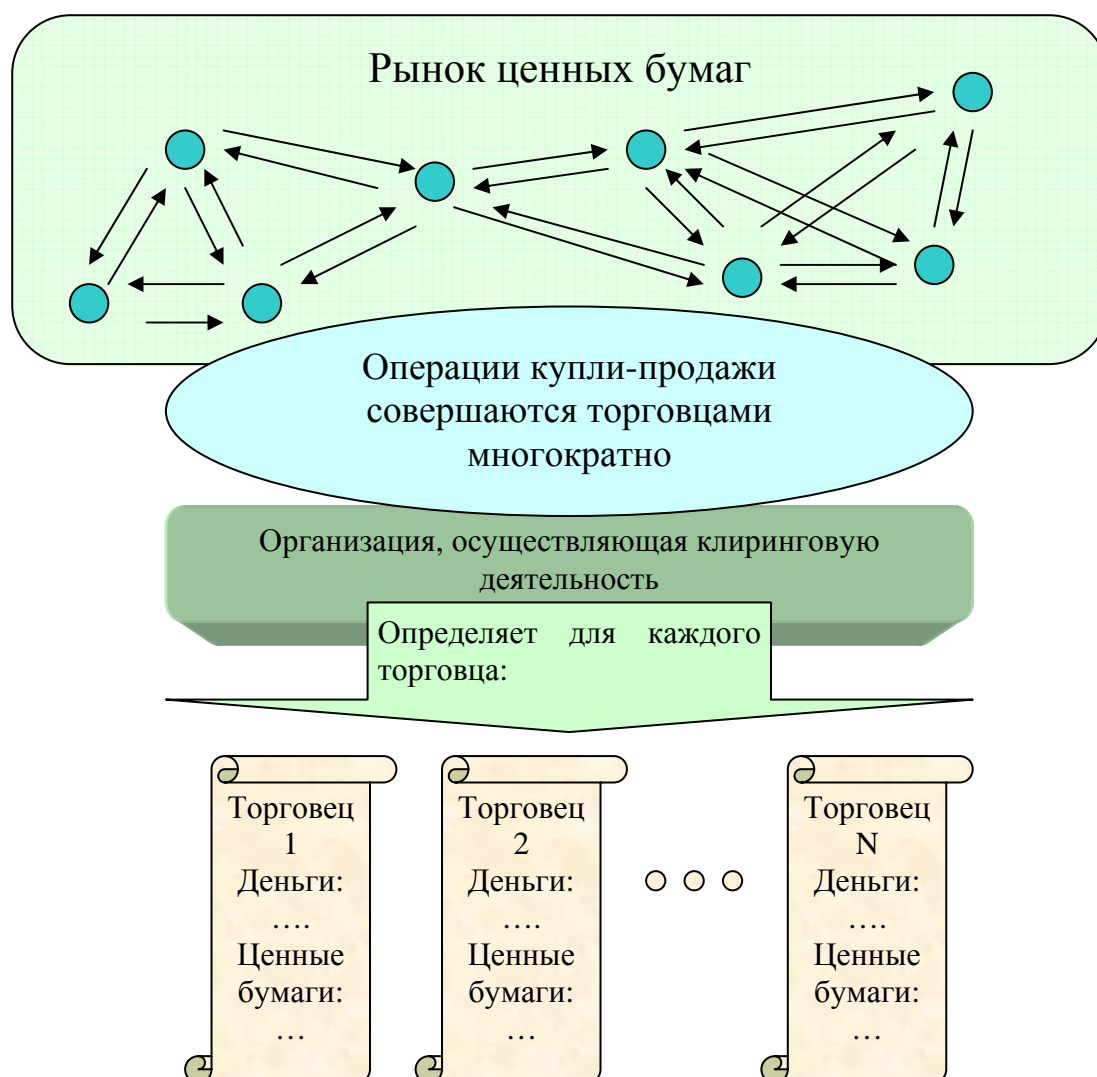 Рынок ценных бумаг
Операции купли-продажи
совершаются торговцами
многократно
Организация, осуществляющая клиринговую
деятельность
Определяет для каждого
торговца:
Торговец
1
Деньги:
….
Ценные
бумаги:
…
Торговец
2
Деньги:
….
Ценные
бумаги:
…
Торговец
N
Деньги:
….
Ценные
бумаги:
…